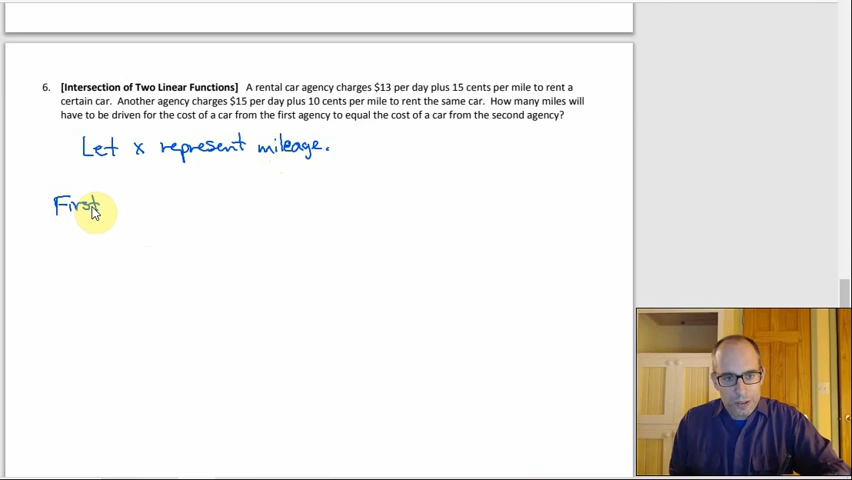 6. [Intersection of Two Linear Functions] A rental car agency charges $13 per day plus 15 cents per mile to rent a
certain car. Another agency charges $15 per day plus 10 cents per mile to rent the same car. How many miles will
have to be driven for the cost of a car from the first agency to equal the cost of a car from the second agency?
Let x represent mileage.
First